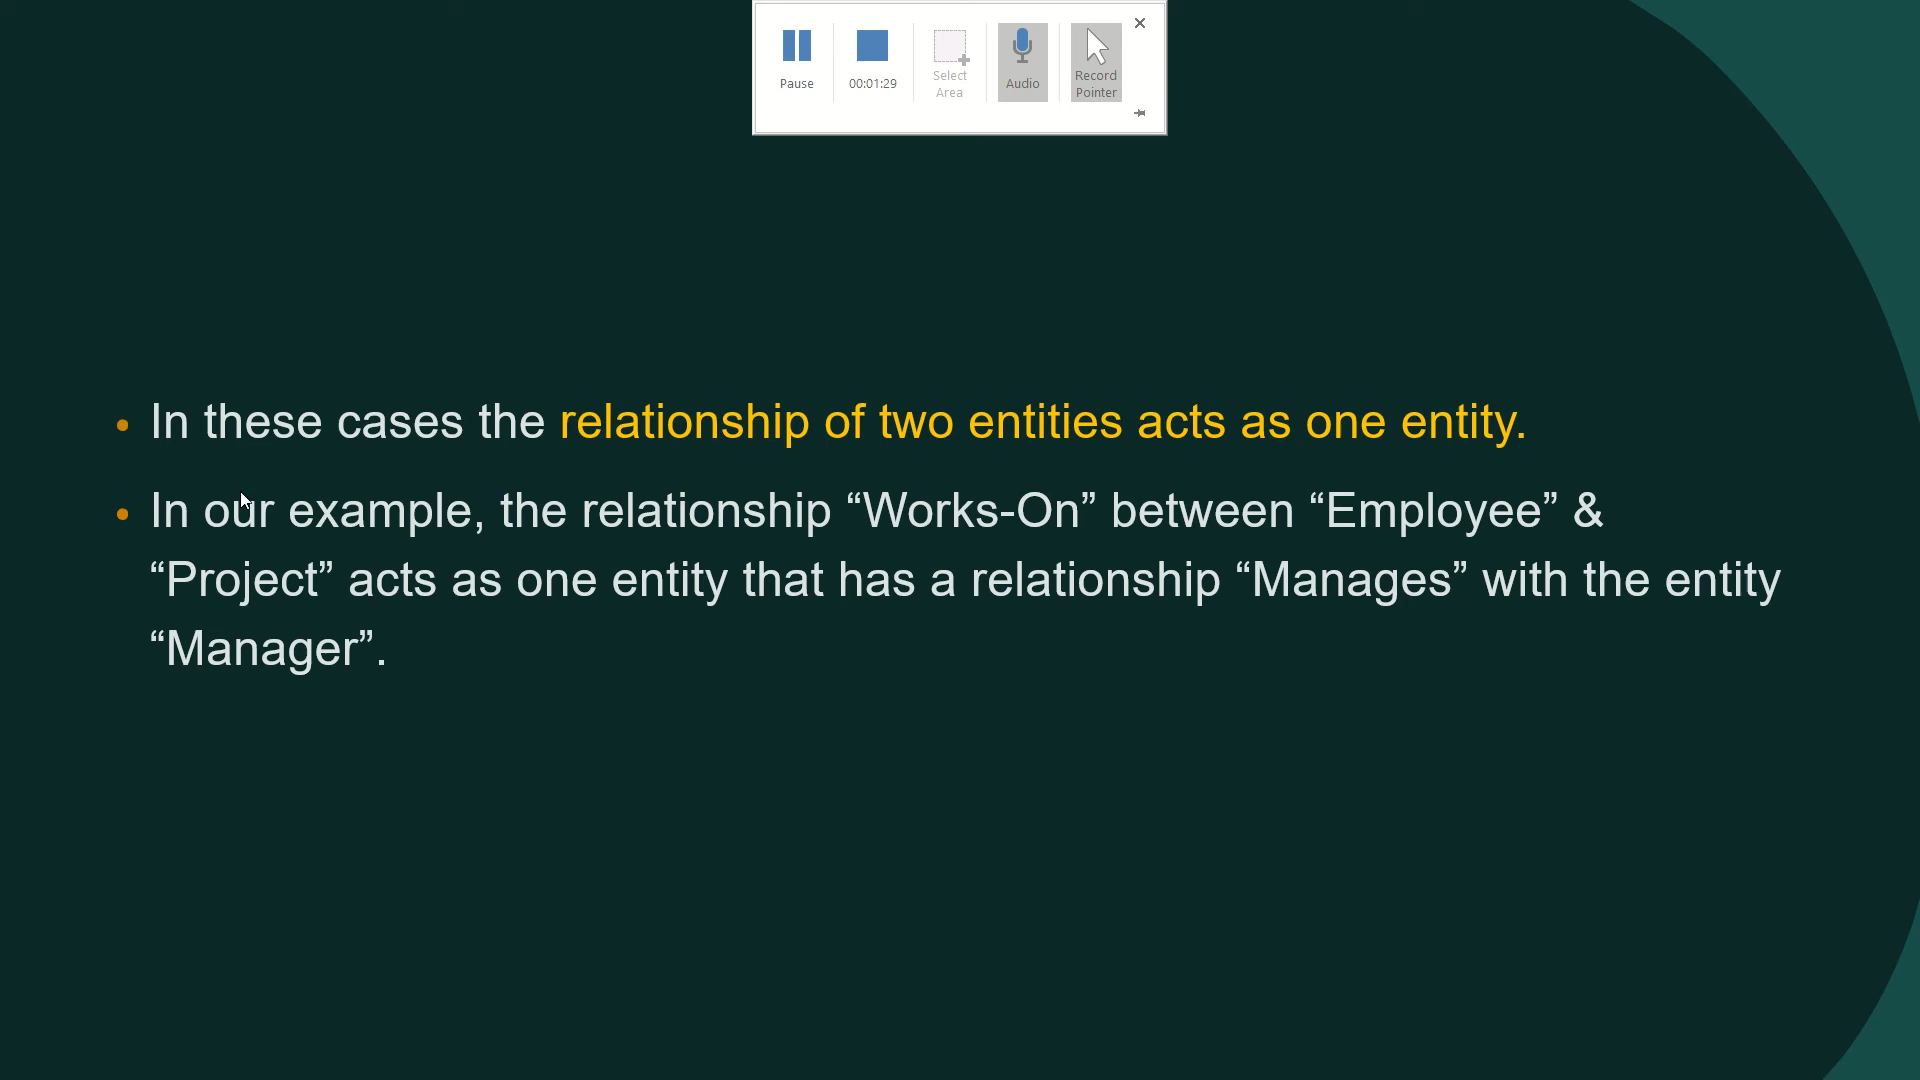 Pause
00:01:29
Select
Area
Audio
Record
Pointer
• In these cases the relationship of two entities acts as one entity.
• In our example, the relationship “Works-On” between “Employee” &
“Project” acts as one entity that has a relationship “Manages” with the entity
“Manager”.